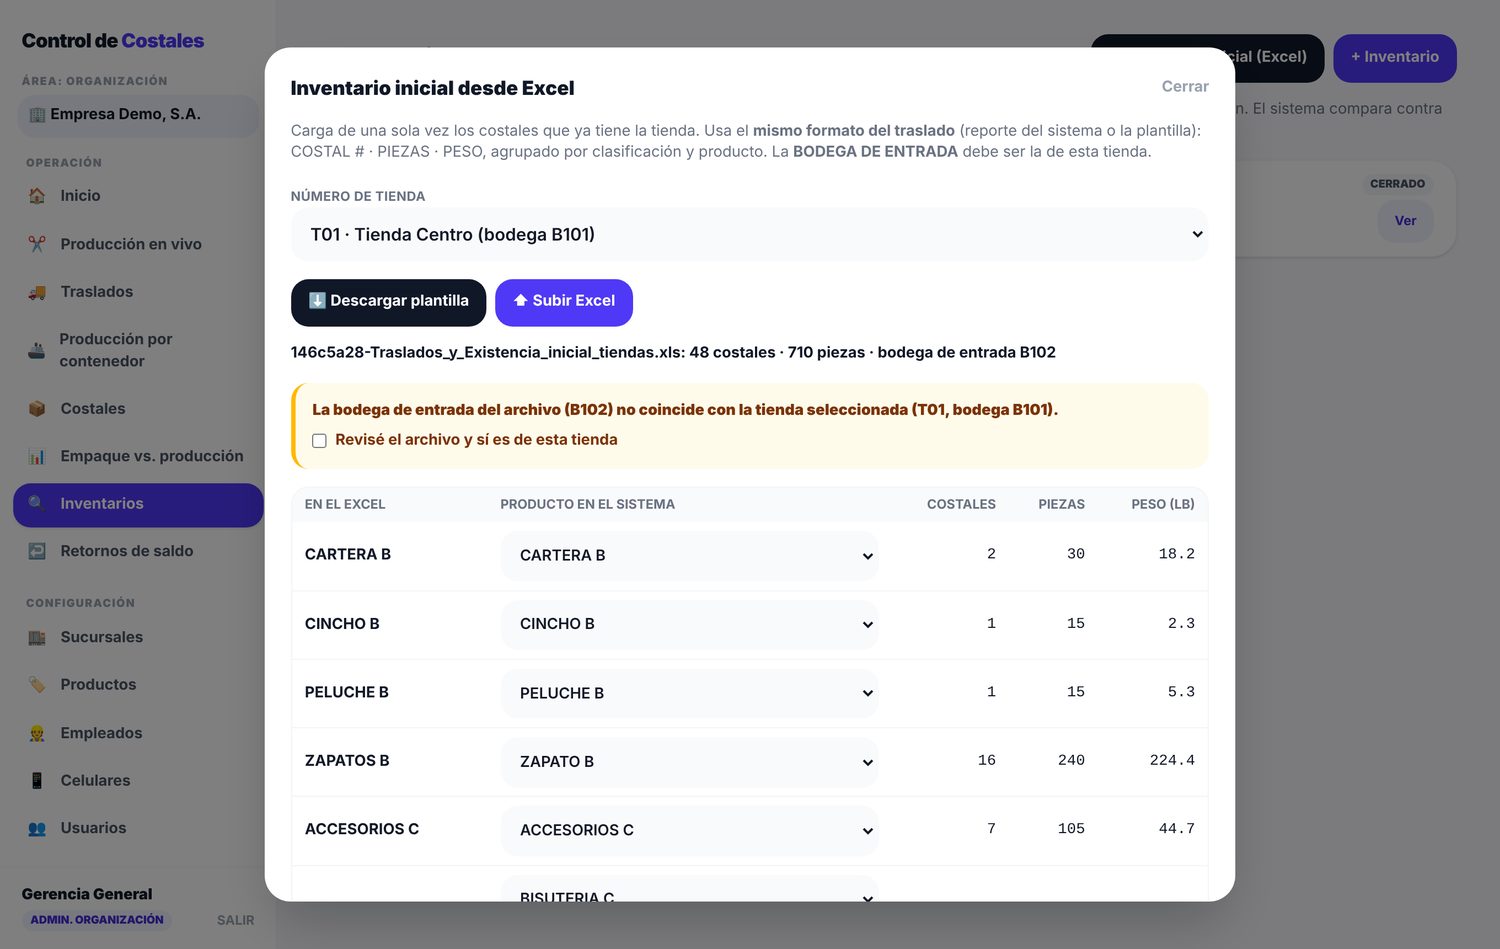 Control de Costales
ÁREA: ORGANIZACIÓN
🏢 Empresa Demo, S.A.
OPERACIÓN
Inicio
Producción en vivo
Traslados
Producción por
contenedor
Costales
Empaque vs. producción
Inventarios
Retornos de saldo
CONFIGURACIÓN
Sucursales
Productos
Empleados
Celulares
Usuarios
Gerencia General
ADMIN. ORGANIZACIÓN
SALIR
(Excel)
+ Inventario
El sistema compara contra
CERRADO
Ver
Inventario inicial desde Excel
Cerrar
Carga de una sola vez los costales que ya tiene la tienda. Usa el mismo formato del traslado (reporte del sistema o la plantilla):
COSTAL # · PIEZAS · PESO, agrupado por clasificación y producto. La BODEGA DE ENTRADA debe ser la de esta tienda.
NÚMERO DE TIENDA
T01 · Tienda Centro (bodega B101)
⬇️ Descargar plantilla
⬆ Subir Excel
146c5a28-Traslados_y_Existencia_inicial_tiendas.xls: 48 costales · 710 piezas · bodega de entrada B102
La bodega de entrada del archivo (B102) no coincide con la tienda seleccionada (T01, bodega B101).
Revisé el archivo y sí es de esta tienda
EN EL EXCEL PRODUCTO EN EL SISTEMA COSTALES PIEZAS PESO (LB)
CARTERA B CARTERA B 2 30 18.2
CINCHO B CINCHO B 1 15 2.3
PELUCHE B PELUCHE B 1 15 5.3
ZAPATOS B ZAPATO B 16 240 224.4
ACCESORIOS C ACCESORIOS C 7 105 44.7
BISUTERIA C